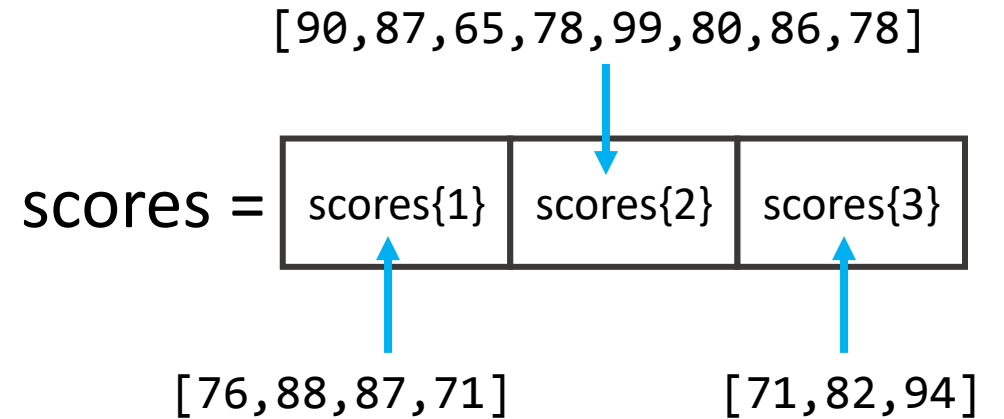 [90,87,65,78,99,80,86,78]
scores = scores{1} scores{2} scores{3}
[76,88,87,71] [71,82,94]